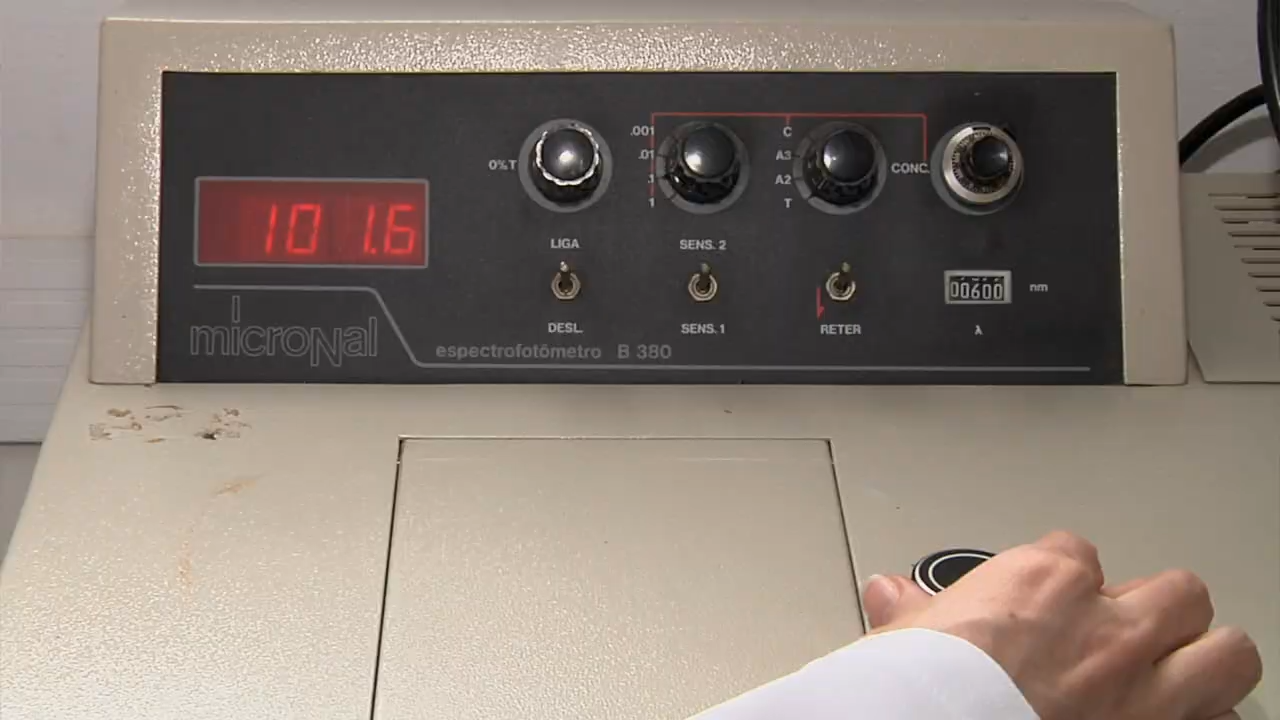 101.6
0%T
.001
.01
.1
1
C
A3
A2
T
CONC.
LIGA
DESL.
SENS. 2
SENS. 1
RETER
00600 nm
λ
micronal
espectrofotômetro B 380